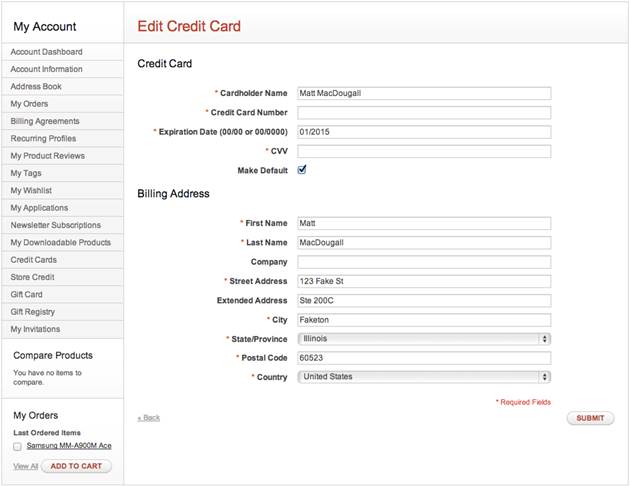 My Account
Account Dashboard
Account Information
Address Book
My Orders
Billing Agreements
Recurring Profiles
My Product Reviews
My Tags
My Wishlist
My Applications
Newsletter Subscriptions
My Downloadable Products
Credit Cards
Store Credit
Gift Card
Gift Registry
My Invitations
Compare Products
You have no items to
compare.
My Orders
Last Ordered Items
Samsung MM-A900M Ace
View All ADD TO CART
Edit Credit Card
Credit Card
* Cardholder Name Matt MacDougall
* Credit Card Number
* Expiration Date (00/00 or 00/0000) 01/2015
* CVV
Make Default
Billing Address
* First Name Matt
* Last Name MacDougall
Company
* Street Address 123 Fake St
Extended Address Ste 200C
* City Faketon
* State/Province Illinois
* Postal Code 60523
* Country United States
* Required Fields
« Back SUBMIT